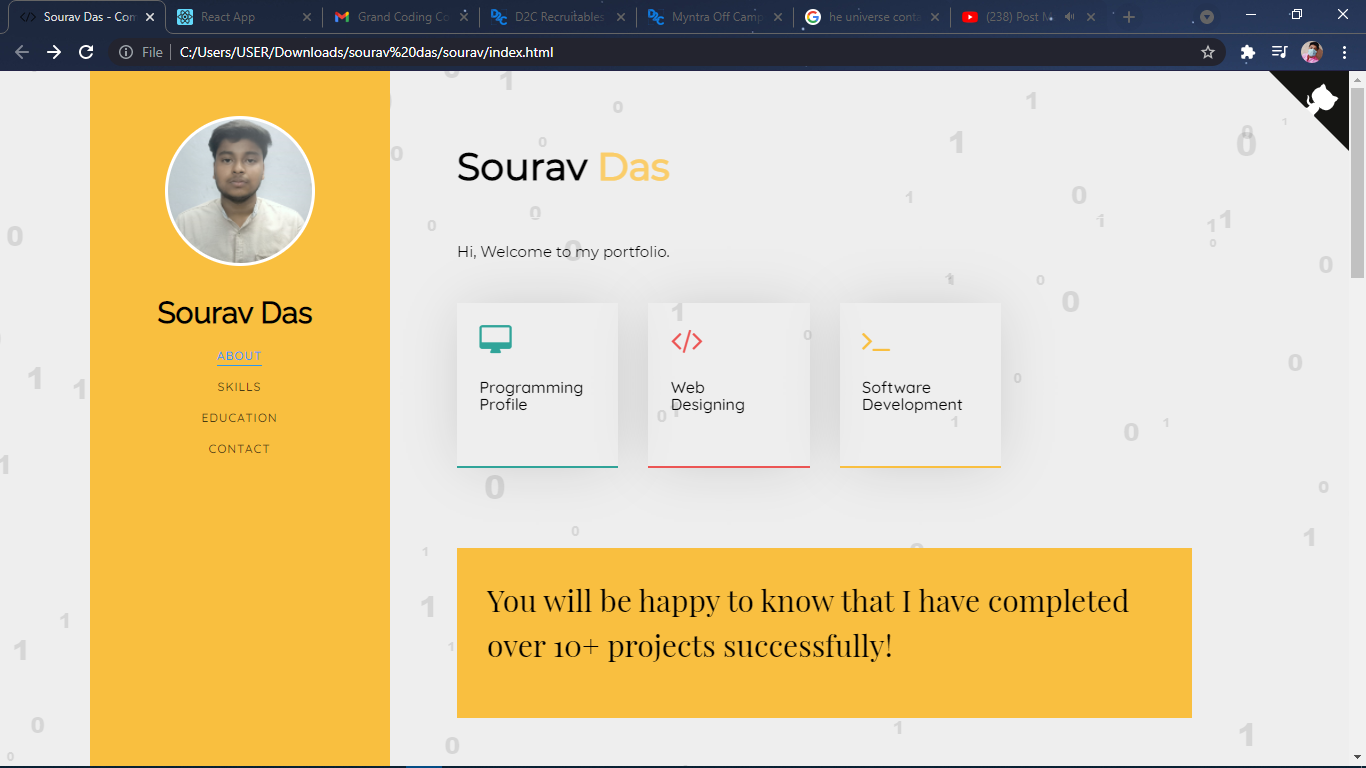 Sourav Das - Com
React App
Grand Coding Co
D2C Recruitables
Myntra Off Camp
he universe conta
(238) Post M
File
C:/Users/USER/Downloads/sourav%20das/sourav/index.html
Sourav Das
ABOUT
SKILLS
EDUCATION
CONTACT
Sourav Das
Hi, Welcome to my portfolio.
Programming
Profile
Web
Designing
Software
Development
You will be happy to know that I have completed
over 10+ projects successfully!